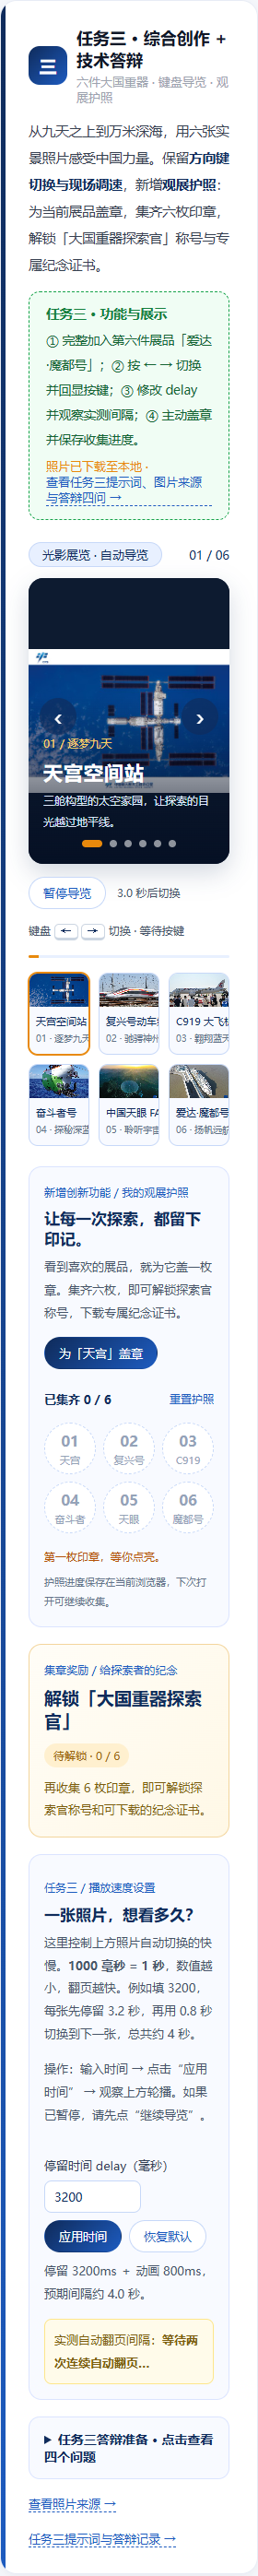 三
任务三・综合创作 +
技术答辩
六件大国重器 · 键盘导览 · 观
展护照
从九天之上到万米深海，用六张实
景照片感受中国力量。保留方向键
切换与现场调速，新增观展护照：
为当前展品盖章，集齐六枚印章，
解锁「大国重器探索官」称号与专
属纪念证书。
任务三・功能与展示
① 完整加入第六件展品「爱达
·魔都号」；② 按 ← → 切换
并回显按键；③ 修改 delay
并观察实测间隔；④ 主动盖章
并保存收集进度。
照片已下载至本地 ·
查看任务三提示词、图片来源
与答辩四问 →
光影展览 · 自动导览
01 / 06
‹ ›
01 / 逐梦九天
天宫空间站
三舱构型的太空家园，让探索的目
光越过地平线。
暂停导览
3.0 秒后切换
键盘 ← → 切换 · 等待按键
天宫空间站
01 · 逐梦九天
复兴号动车组
02 · 驰骋神州
C919 大飞机
03 · 翱翔蓝天
奋斗者号
04 · 探秘深蓝
中国天眼 FA
05 · 聆听宇宙
爱达·魔都号
06 · 扬帆远航
新增创新功能 / 我的观展护照
让每一次探索，都留下
印记。
看到喜欢的展品，就为它盖一枚
章。集齐六枚，即可解锁探索官
称号，下载专属纪念证书。
为「天宫」盖章
已集齐 0 / 6
重置护照
01
天宫
02
复兴号
03
C919
04
奋斗者
05
天眼
06
魔都号
第一枚印章，等你点亮。
护照进度保存在当前浏览器，下次打
开可继续收集。
集章奖励 / 给探索者的纪念
解锁「大国重器探索
官」
待解锁 · 0 / 6
再收集 6 枚印章，即可解锁探
索官称号和可下载的纪念证书。
任务三 / 播放速度设置
一张照片，想看多久？
这里控制上方照片自动切换的快
慢。1000 毫秒 = 1 秒，数值越
小，翻页越快。例如填 3200，
每张先停留 3.2 秒，再用 0.8 秒
切换到下一张，总共约 4 秒。
操作：输入时间 → 点击“应用
时间” → 观察上方轮播。如果
已暂停，请先点“继续导览”。
停留时间 delay（毫秒）
3200
应用时间
恢复默认
停留 3200ms + 动画 800ms，
预期间隔约 4.0 秒。
实测自动翻页间隔：等待两
次连续自动翻页…
▶ 任务三答辩准备・点击查看
四个问题
查看照片来源 →
任务三提示词与答辩记录 →